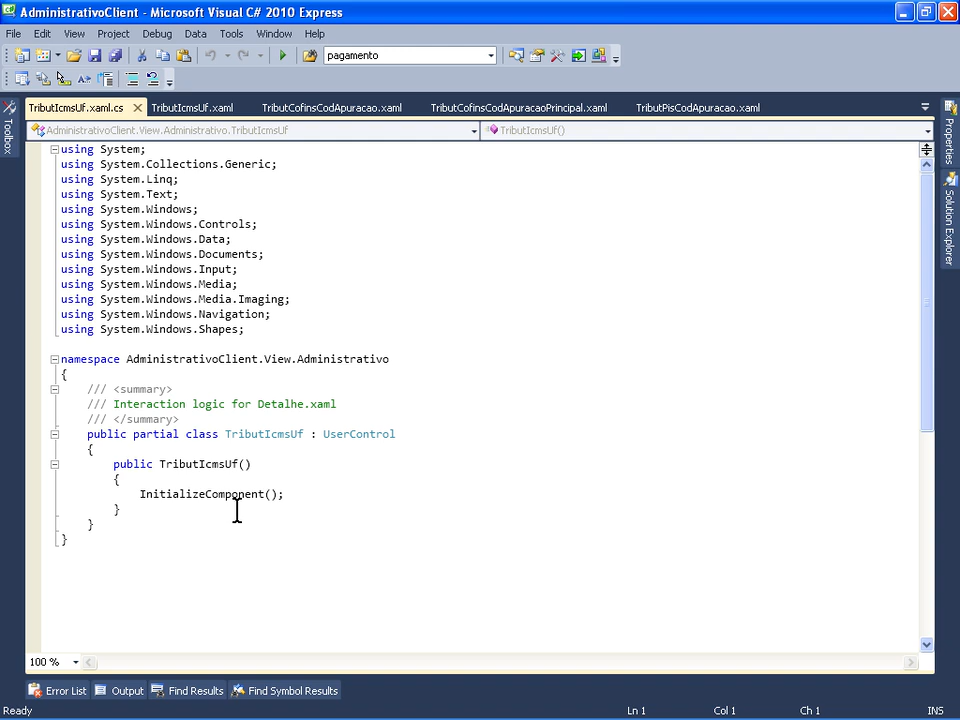 AdministrativoClient - Microsoft Visual C# 2010 Express
File Edit View Project Debug Data Tools Window Help
pagamento
TributIcmsUf.xaml.cs TributIcmsUf.xaml TributCofinsCodApuracao.xaml TributCofinsCodApuracaoPrincipal.xaml TributPisCodApuracao.xaml
AdministrativoClient.View.Administrativo.TributIcmsUf TributIcmsUf()
Toolbox
Properties
Solution Explorer
using System;
using System.Collections.Generic;
using System.Linq;
using System.Text;
using System.Windows;
using System.Windows.Controls;
using System.Windows.Data;
using System.Windows.Documents;
using System.Windows.Input;
using System.Windows.Media;
using System.Windows.Media.Imaging;
using System.Windows.Navigation;
using System.Windows.Shapes;
namespace AdministrativoClient.View.Administrativo
{
/// <summary>
/// Interaction logic for Detalhe.xaml
/// </summary>
public partial class TributIcmsUf : UserControl
{
public TributIcmsUf()
{
InitializeComponent();
}
}
}
100 %
Error List Output Find Results Find Symbol Results
Ready Ln 1 Col 1 Ch 1 INS